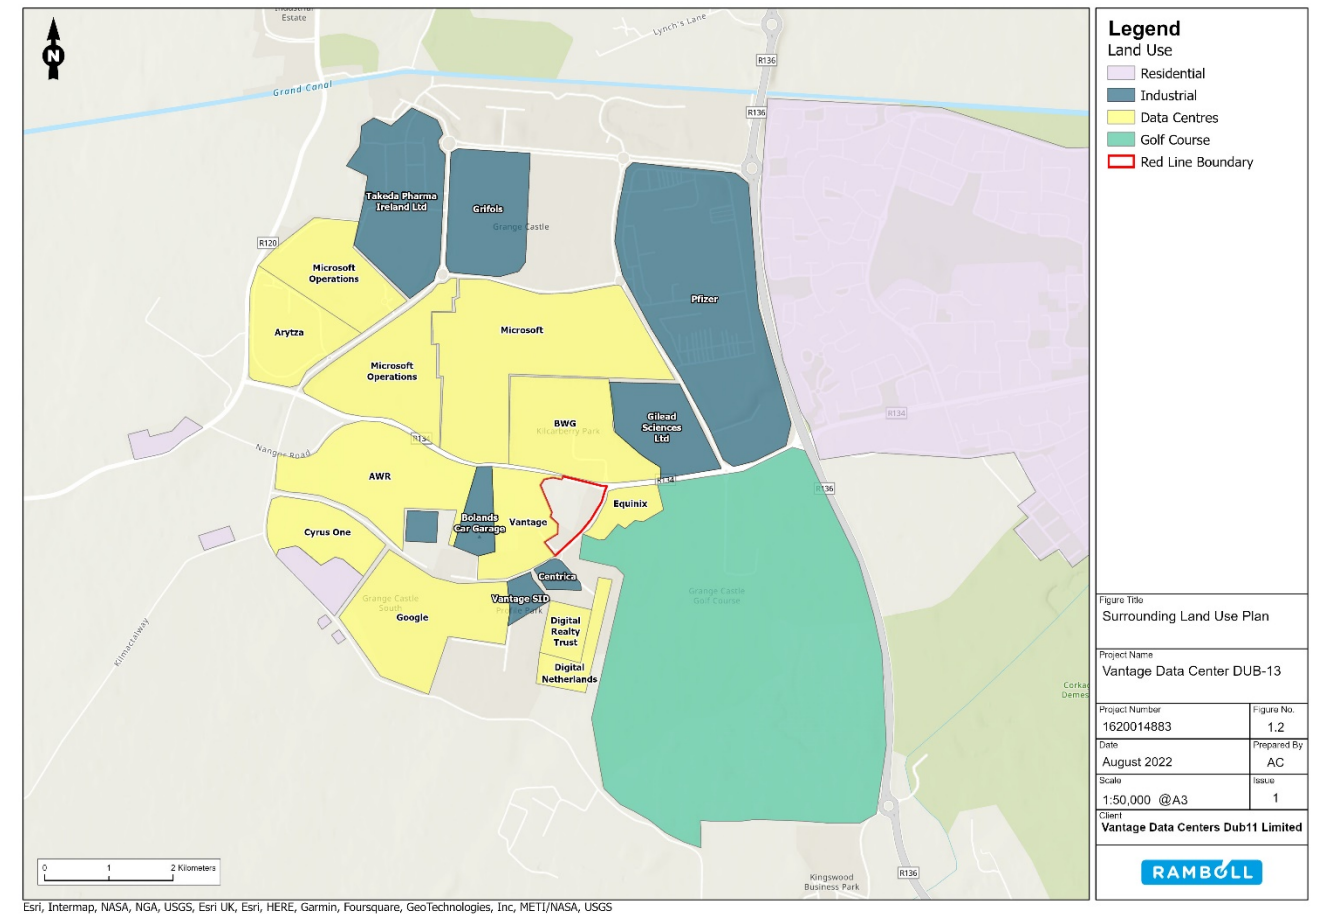 Estate
Lynch's Lane
R136
Grand Canal
R136
Takeda Pharma
Ireland Ltd
Grifols
Grange Castle
R120
Microsoft
Operations
Pfizer
Arytza
Microsoft
Microsoft
Operations
BWG
Kilcarbery Park
Gilead
Sciences
Ltd
R134
Nangor Road
AWR
R134
R136
Equinix
Bolands
Car Garage
Vantage
Cyrus One
Centrica
Vantage SID
Profile Park
Grange Castle
South
Google
Digital
Realty
Trust
Digital
Netherlands
Grange Castle
Golf Course
Kilmactalway
Kingswood
Business Park
R136
0 1 2 Kilometers
Esri, Intermap, NASA, NGA, USGS, Esri UK, Esri, HERE, Garmin, Foursquare, GeoTechnologies, Inc, METI/NASA, USGS
N
Legend
Land Use
Residential
Industrial
Data Centres
Golf Course
Red Line Boundary
Figure Title
Surrounding Land Use Plan
Project Name
Vantage Data Center DUB-13
Project Number
1620014883
Figure No.
1.2
Date
August 2022
Prepared By
AC
Scale
1:50,000 @A3
Issue
1
Client
Vantage Data Centers Dub11 Limited
RAMBOLL